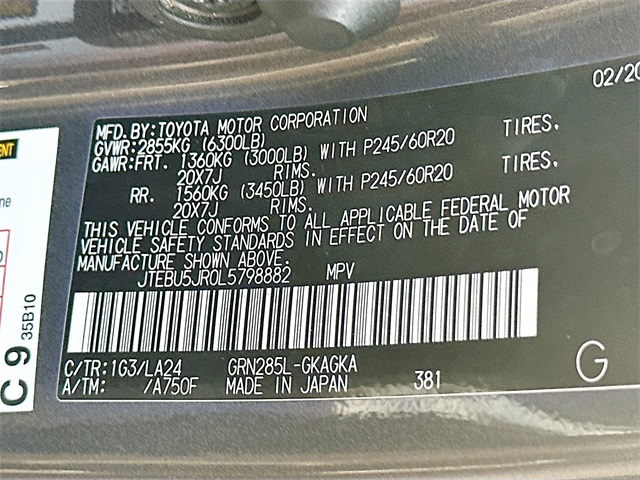 02/20
MFD. BY: TOYOTA MOTOR CORPORATION
GVWR: 2855KG (6300LB)
GAWR: FRT. 1360KG (3000LB) WITH P245/60R20 TIRES,
20X7J RIMS.
RR. 1560KG (3450LB) WITH P245/60R20 TIRES,
20X7J RIMS.
THIS VEHICLE CONFORMS TO ALL APPLICABLE FEDERAL MOTOR
VEHICLE SAFETY STANDARDS IN EFFECT ON THE DATE OF
MANUFACTURE SHOWN ABOVE.
JTEBU5JR0L5798882 MPV
C/TR: 1G3/LA24 GRN285L-GKAGKA
A/TM: /A750F MADE IN JAPAN 381
G
C 9
35B10